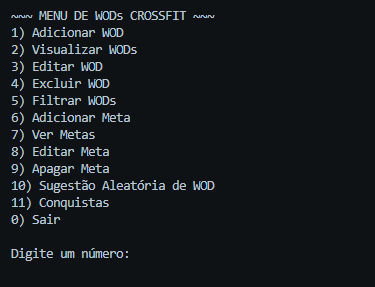 ~~~ MENU DE WODs CROSSFIT ~~~
1) Adicionar WOD
2) Visualizar WODs
3) Editar WOD
4) Excluir WOD
5) Filtrar WODs
6) Adicionar Meta
7) Ver Metas
8) Editar Meta
9) Apagar Meta
10) Sugestão Aleatória de WOD
11) Conquistas
0) Sair
Digite um número: